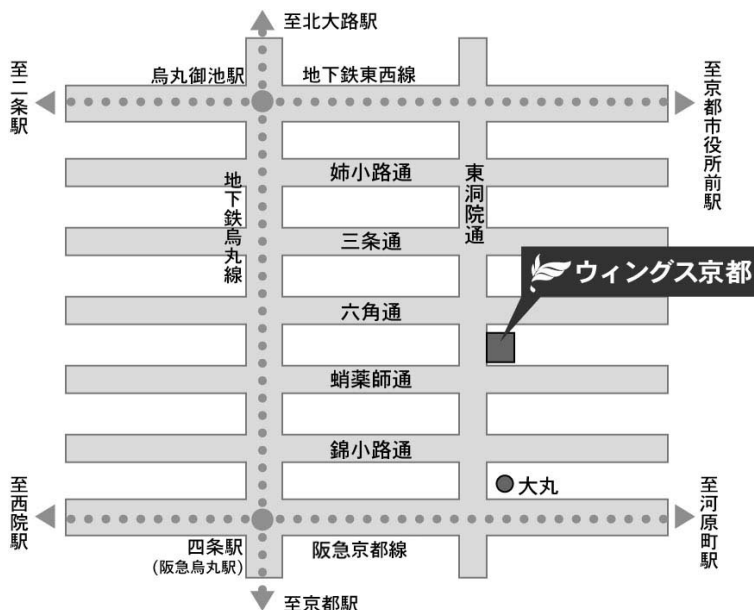 至北大路駅
烏丸御池駅
地下鉄東西線
至二条駅
至京都市役所前駅
姉小路通
東洞院通
地下鉄烏丸線
三条通
ウィングス京都
六角通
蛸薬師通
錦小路通
大丸
至西院駅
至河原町駅
四条駅
(阪急烏丸駅)
阪急京都線
至京都駅